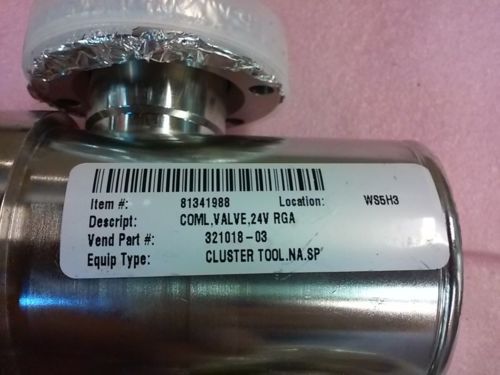 Item #: 81341988 Location: WS5H3
Descript: COML,VALVE,24V RGA
Vend Part #: 321018-03
Equip Type: CLUSTER TOOL.NA.SP